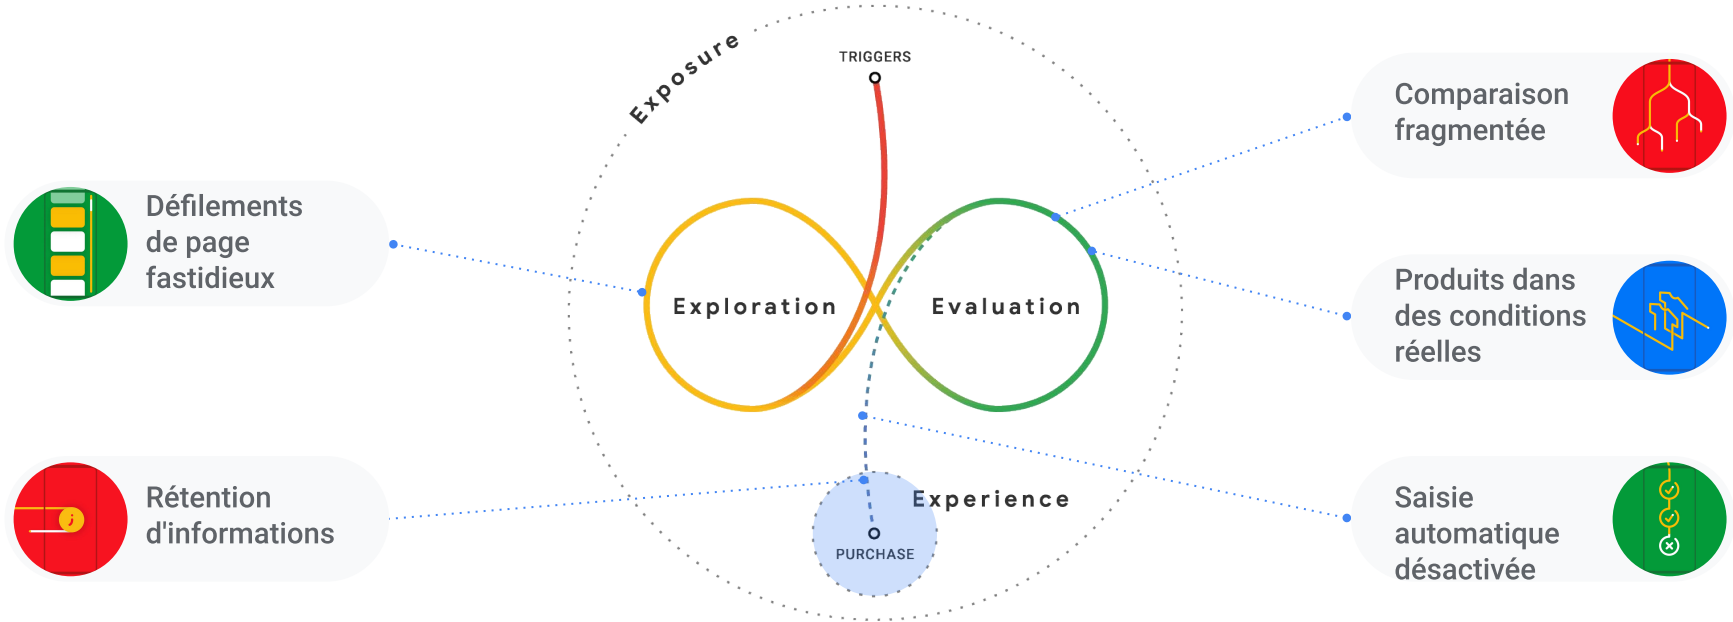 Exposure
TRIGGERS
Comparaison
fragmentée
Défilements
de page
fastidieux
Exploration
Evaluation
Produits dans
des conditions
réelles
Rétention
d'informations
Experience
PURCHASE
Saisie
automatique
désactivée